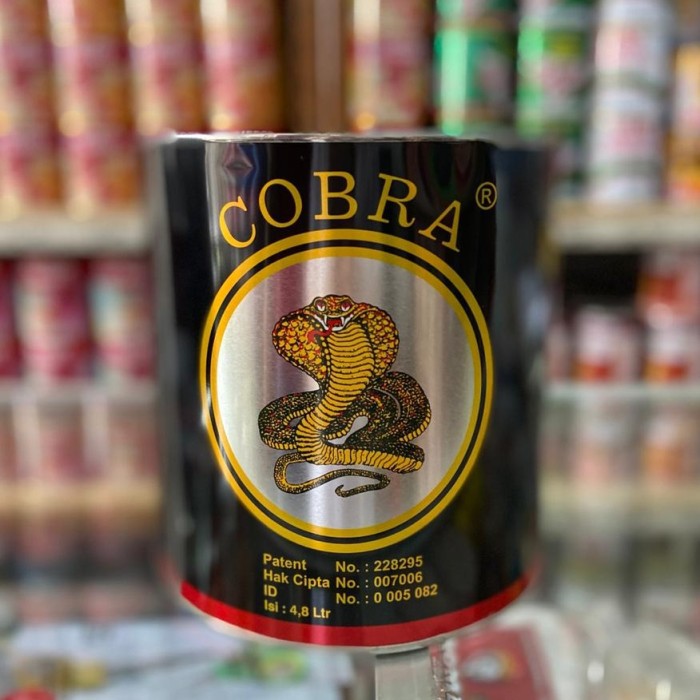 COBRA ®
Patent No. : 228295
Hak Cipta No. : 007006
ID No. : 0 005 082
Isi : 4,8 Ltr